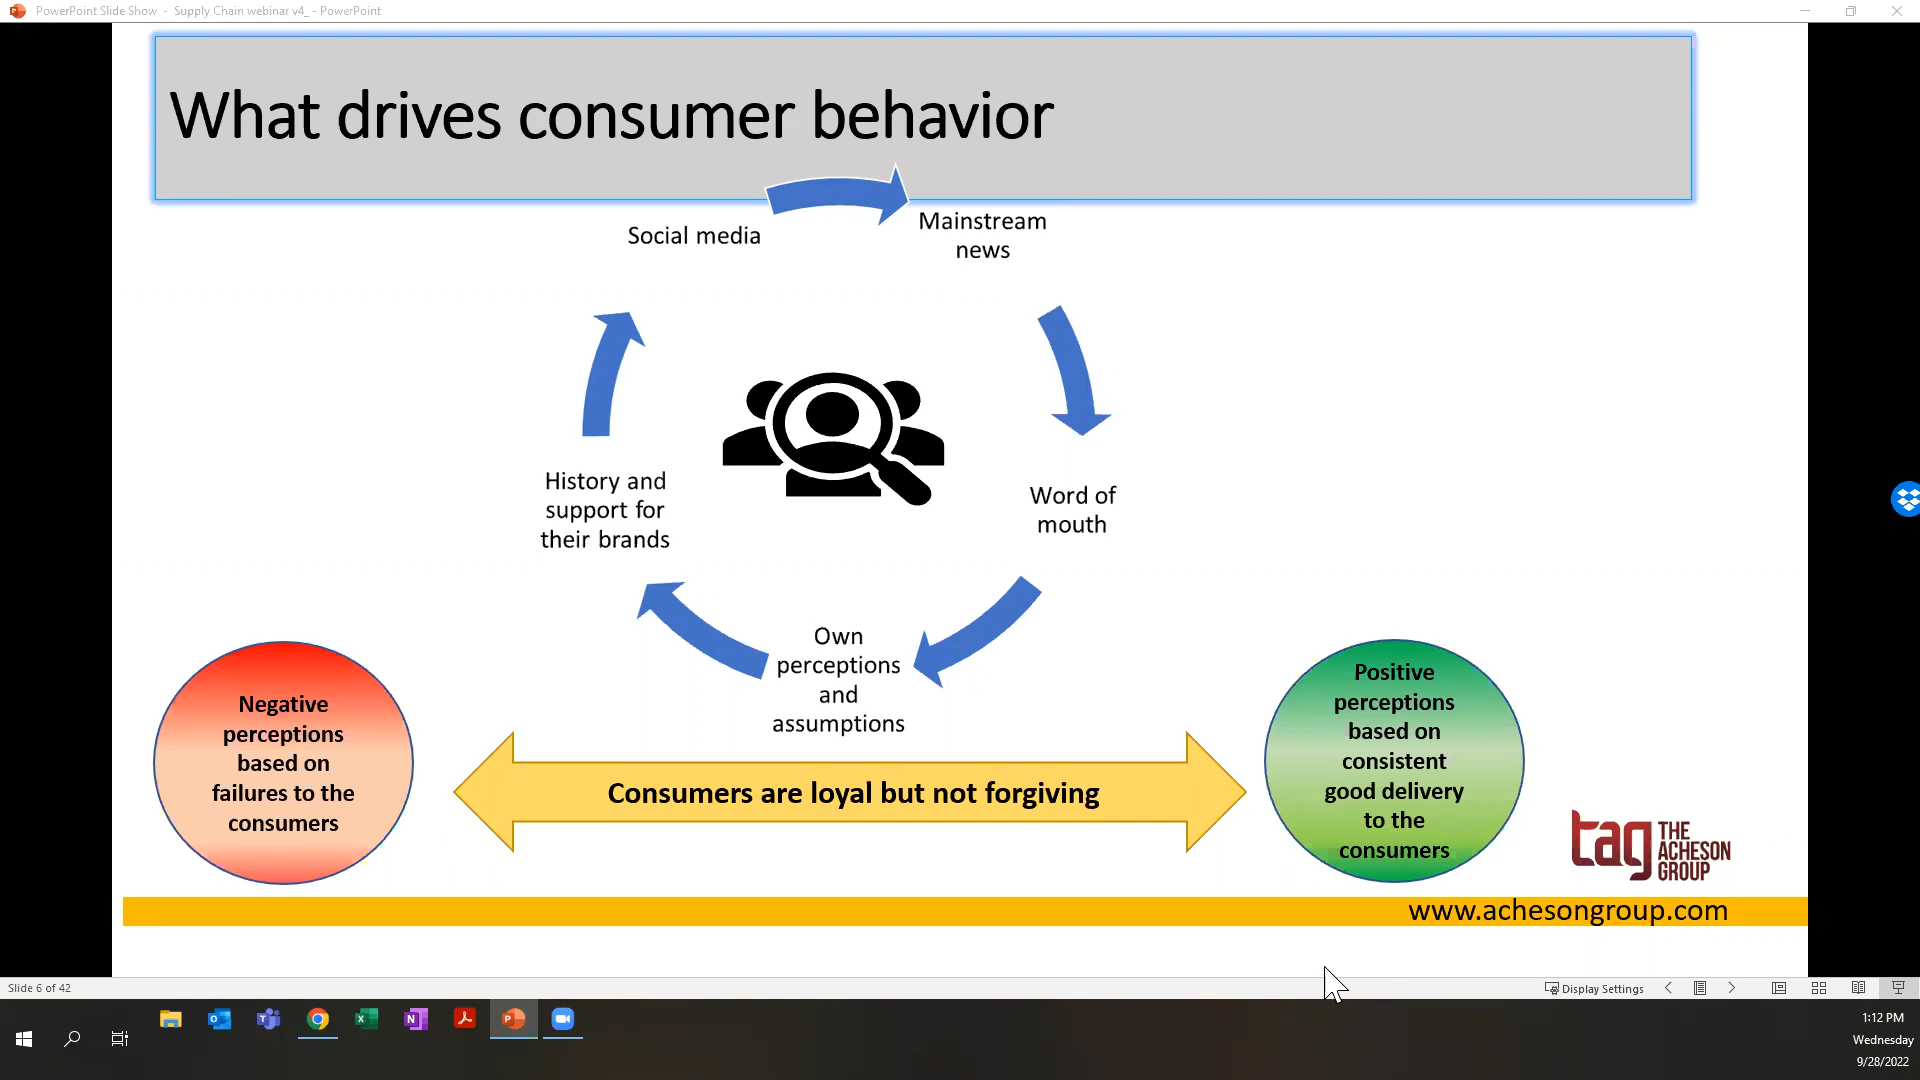 PowerPoint Slide Show - Supply Chain webinar v4_ - PowerPoint
What drives consumer behavior
Social media
Mainstream
news
Word of
mouth
Own
perceptions
and
assumptions
History and
support for
their brands
Negative
perceptions
based on
failures to the
consumers
Consumers are loyal but not forgiving
Positive
perceptions
based on
consistent
good delivery
to the
consumers
tag THE
ACHESON
GROUP
www.achesongroup.com
Slide 6 of 42
Display Settings
1:12 PM
Wednesday
9/28/2022